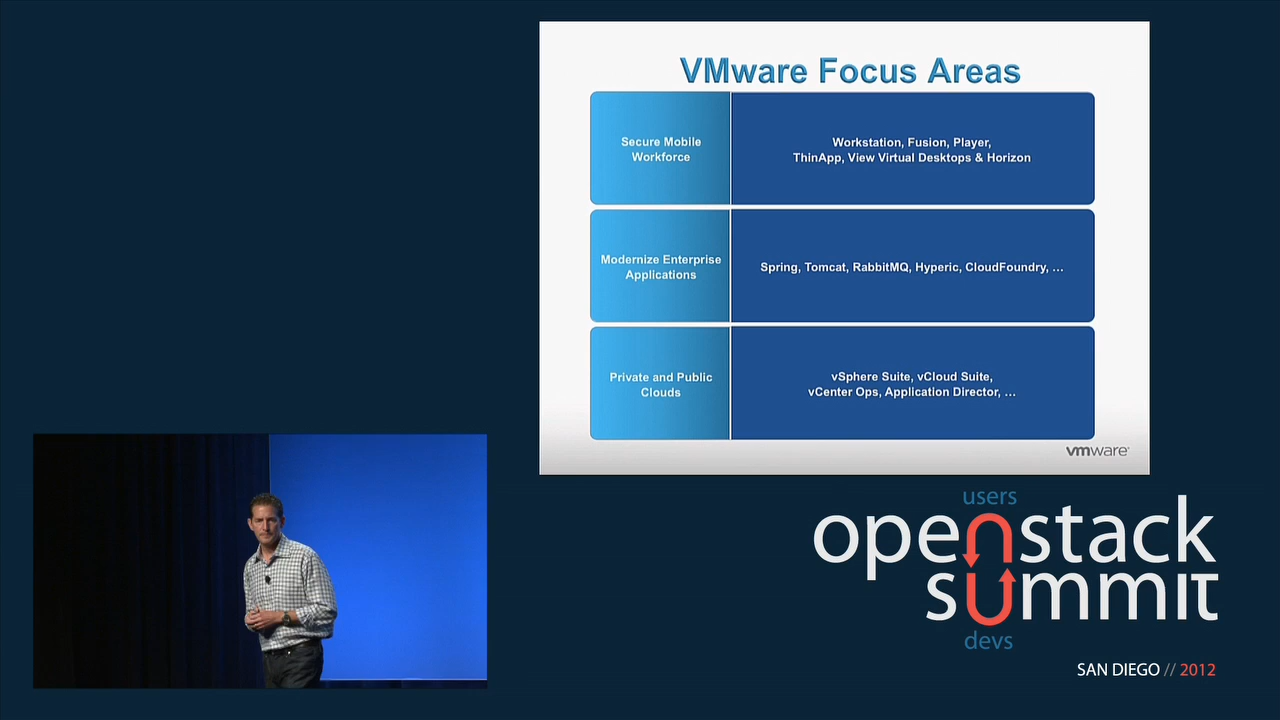 VMware Focus Areas
Secure Mobile
Workforce
Workstation, Fusion, Player,
ThinApp, View Virtual Desktops & Horizon
Modernize Enterprise
Applications
Spring, Tomcat, RabbitMQ, Hyperic, CloudFoundry, ...
Private and Public
Clouds
vSphere Suite, vCloud Suite,
vCenter Ops, Application Director, ...
vmware
users
openstack
summit
devs
SAN DIEGO // 2012